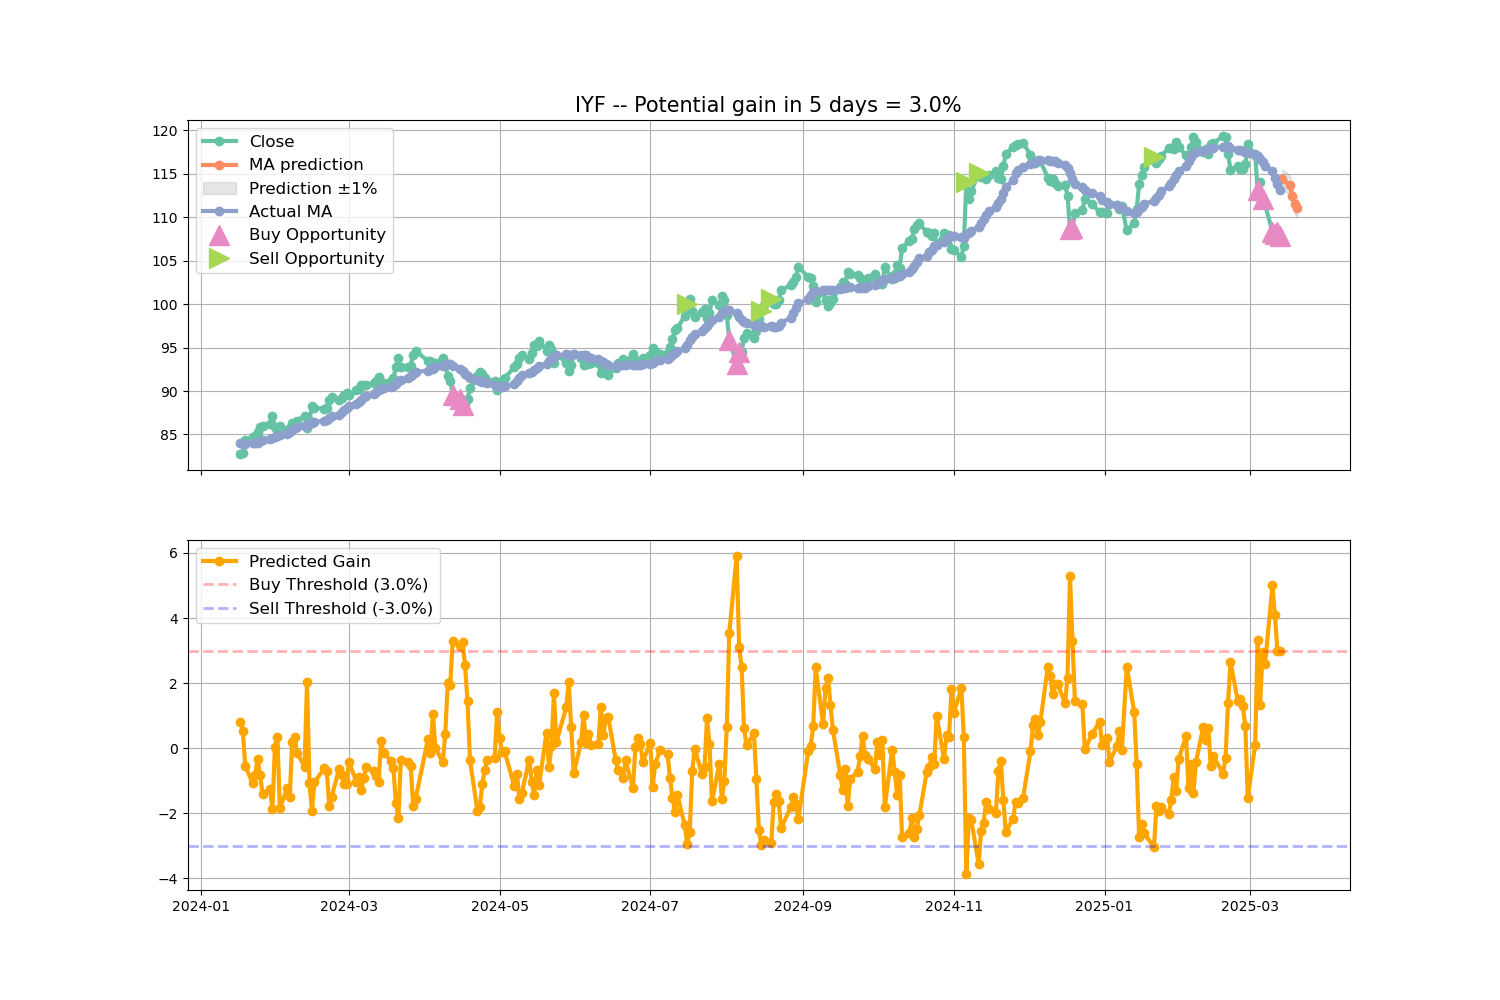 IYF -- Potential gain in 5 days = 3.0%
120
115
110
105
100
95
90
85
Close
MA prediction
Prediction ±1%
Actual MA
Buy Opportunity
Sell Opportunity
6
4
2
0
−2
−4
Predicted Gain
Buy Threshold (3.0%)
Sell Threshold (-3.0%)
2024-01 2024-03 2024-05 2024-07 2024-09 2024-11 2025-01 2025-03